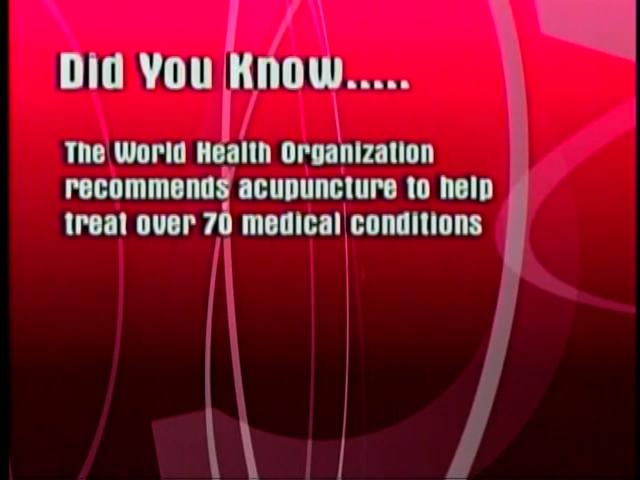 Did You Know.....
The World Health Organization
recommends acupuncture to help
treat over 70 medical conditions